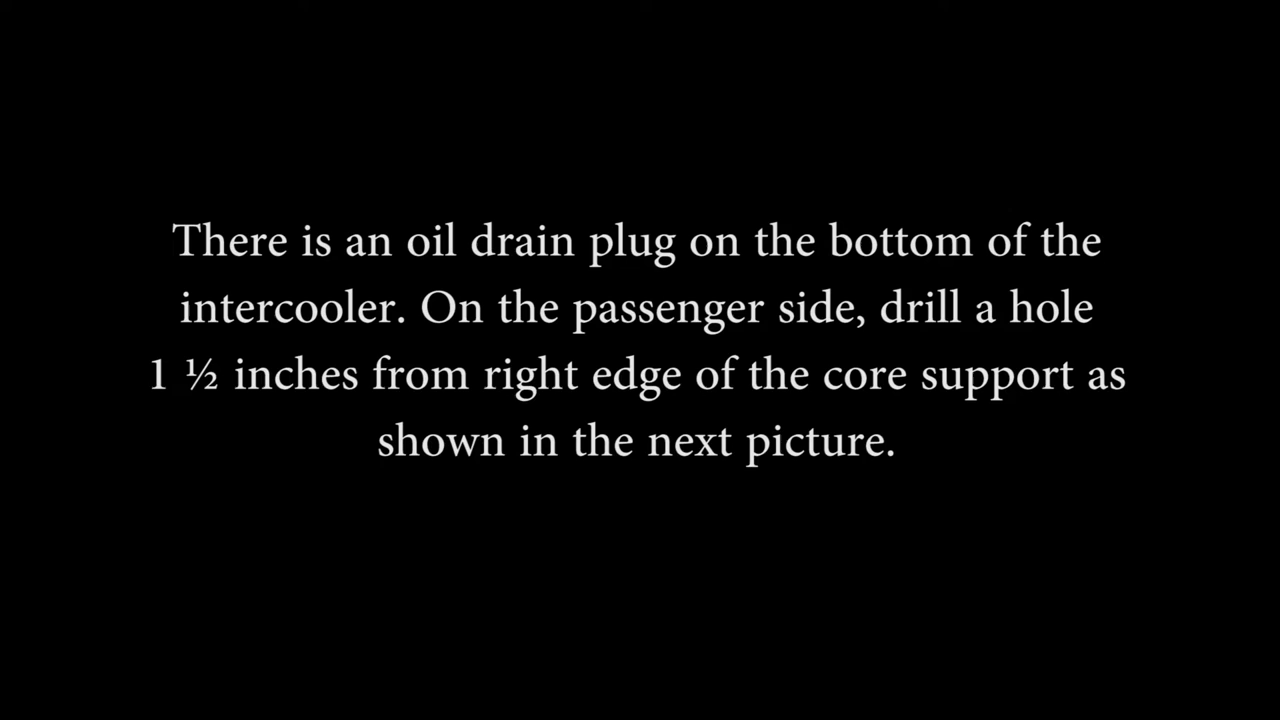 There is an oil drain plug on the bottom of the
intercooler. On the passenger side, drill a hole
1 ½ inches from right edge of the core support as
shown in the next picture.